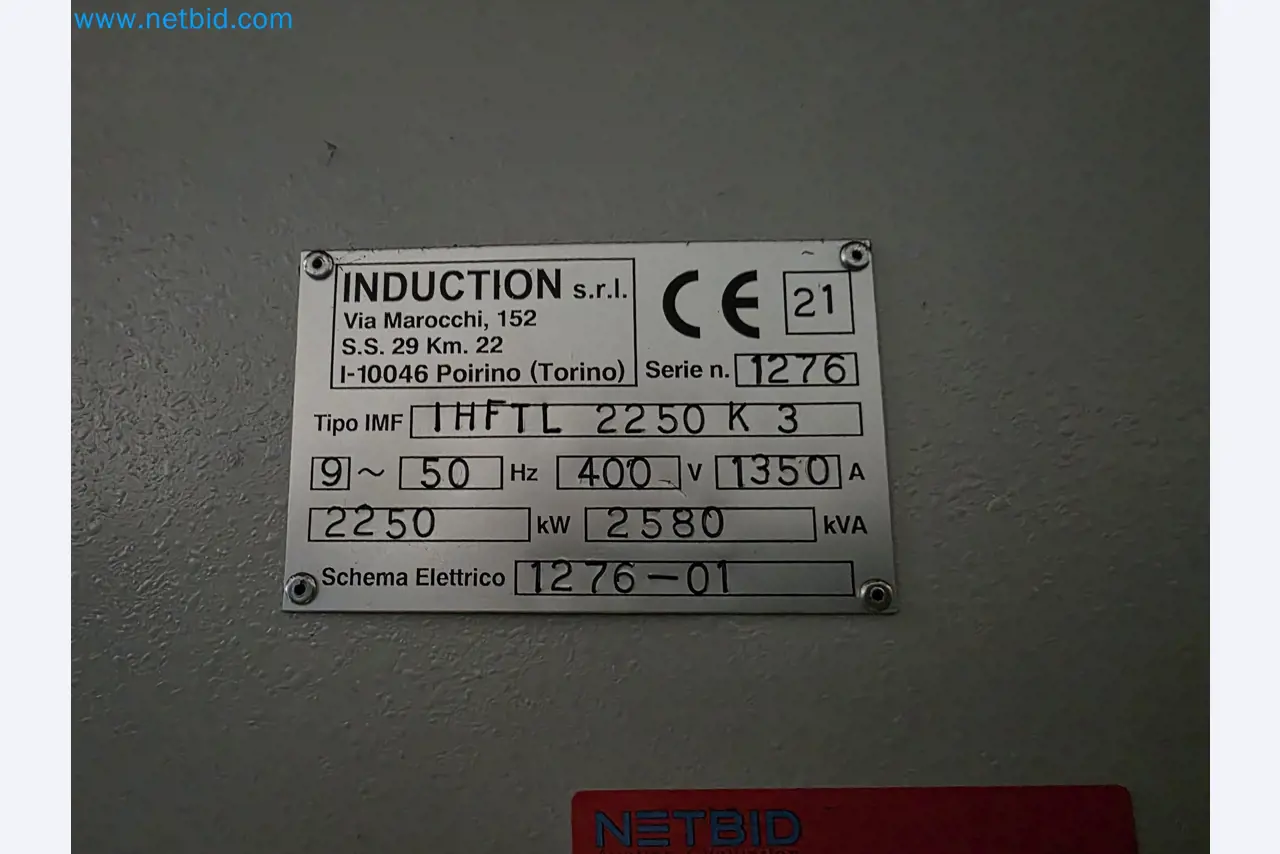 www.netbid.com
INDUCTION s.r.l.
Via Marocchi, 152
S.S. 29 Km. 22
I-10046 Poirino (Torino)
CE 21
Serie n. 1276
Tipo IMF IHFTL 2250 K 3
9 ~ 50 Hz 400 V 1350 A
2250 kW 2580 kVA
Schema Elettrico 1276-01
NETBID